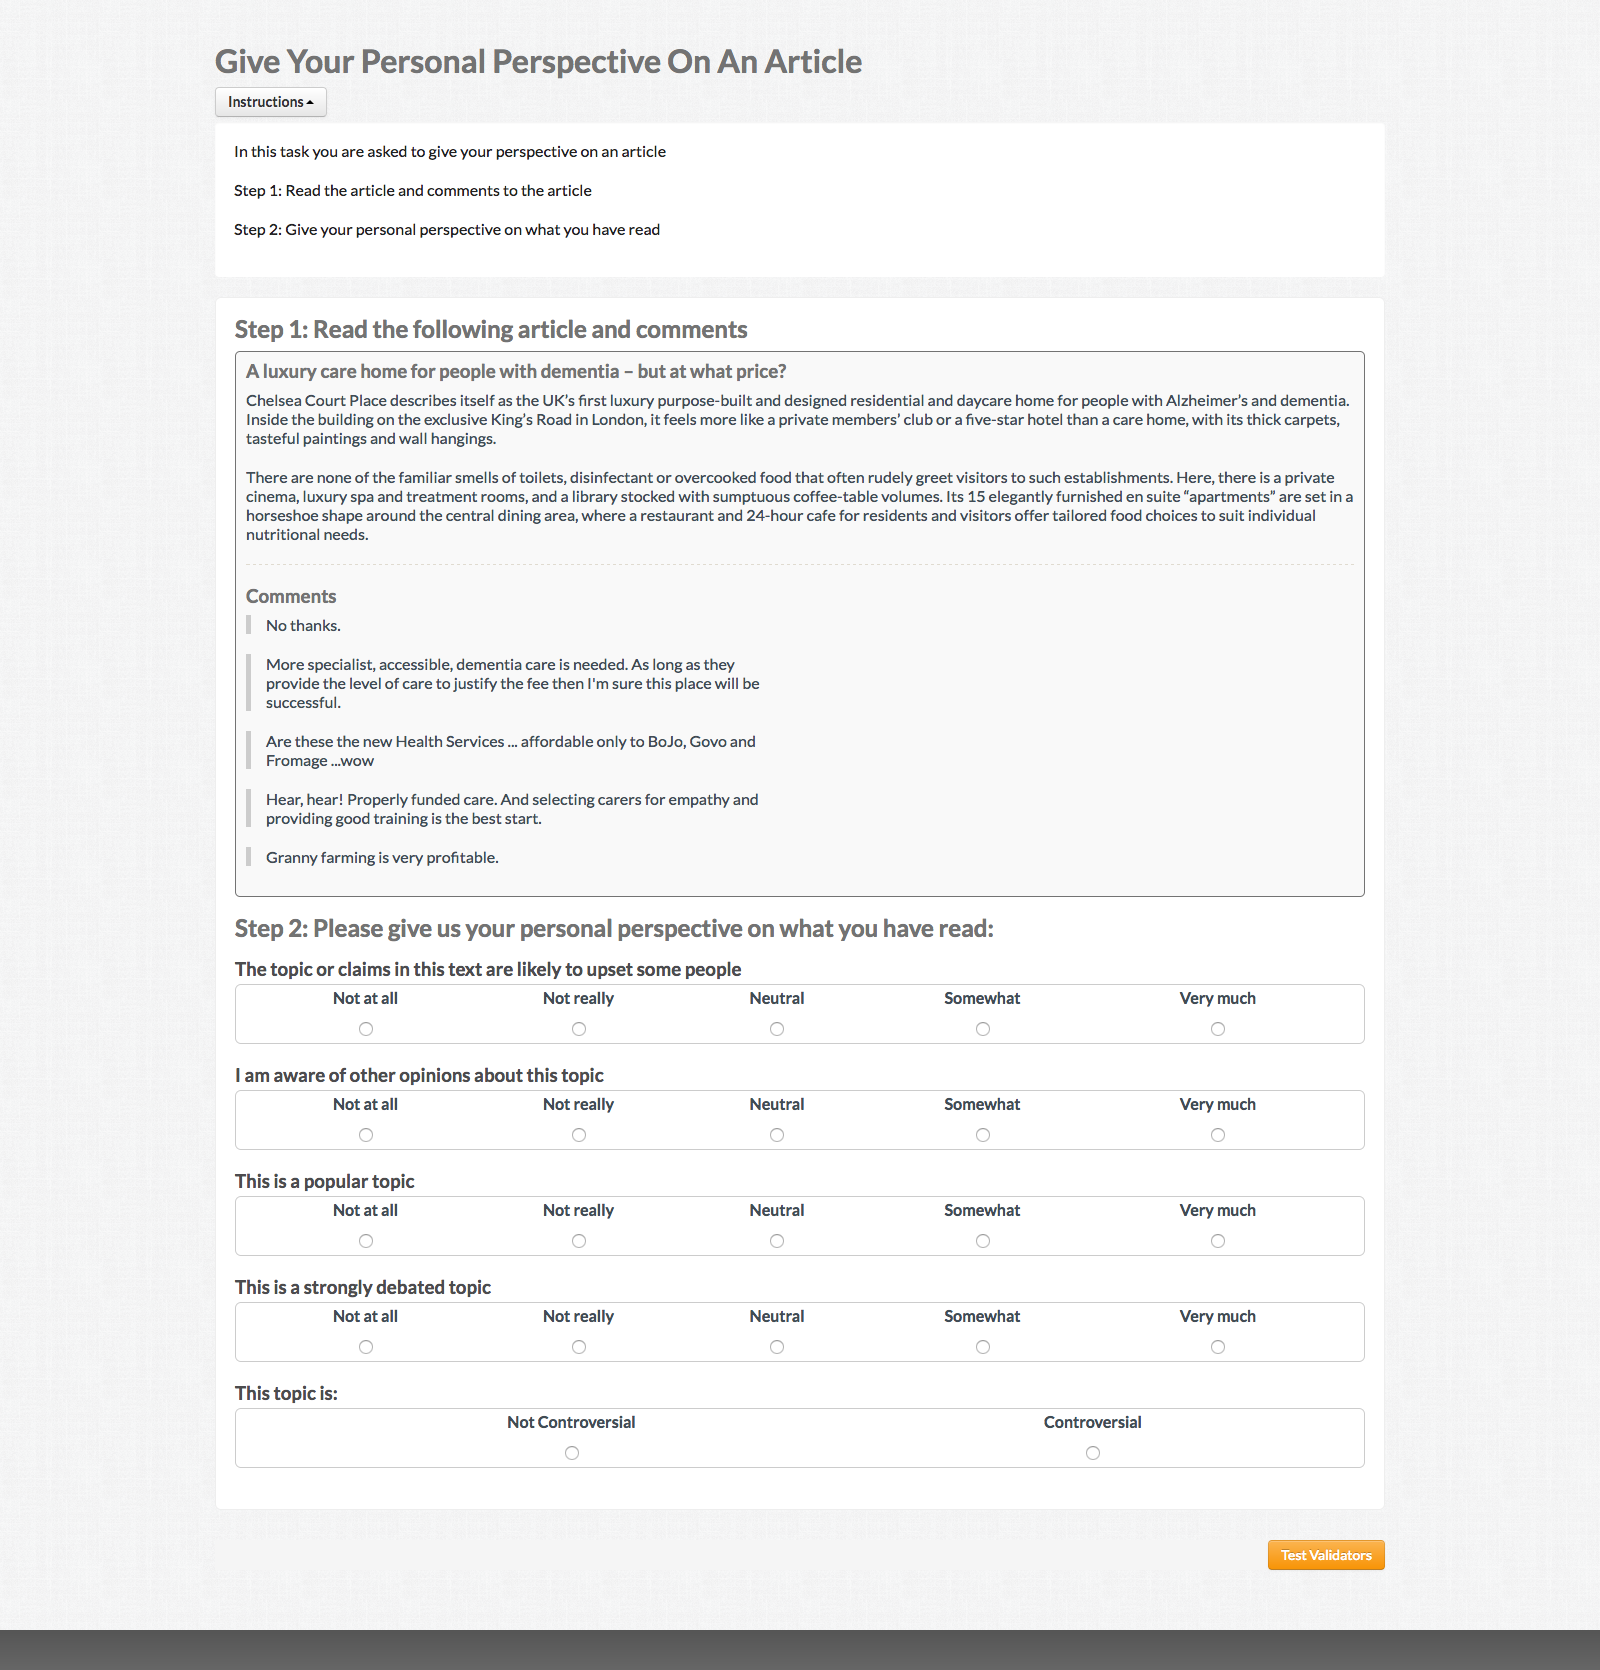 Give Your Personal Perspective On An Article
Instructions
In this task you are asked to give your perspective on an article
Step 1: Read the article and comments to the article
Step 2: Give your personal perspective on what you have read
Step 1: Read the following article and comments
A luxury care home for people with dementia – but at what price?
Chelsea Court Place describes itself as the UK’s first luxury purpose-built and designed residential and daycare home for people with Alzheimer’s and dementia.
Inside the building on the exclusive King’s Road in London, it feels more like a private members’ club or a five-star hotel than a care home, with its thick carpets,
tasteful paintings and wall hangings.
There are none of the familiar smells of toilets, disinfectant or overcooked food that often rudely greet visitors to such establishments. Here, there is a private
cinema, luxury spa and treatment rooms, and a library stocked with sumptuous coffee-table volumes. Its 15 elegantly furnished en suite “apartments” are set in a
horseshoe shape around the central dining area, where a restaurant and 24-hour cafe for residents and visitors offer tailored food choices to suit individual
nutritional needs.
Comments
No thanks.
More specialist, accessible, dementia care is needed. As long as they
provide the level of care to justify the fee then I'm sure this place will be
successful.
Are these the new Health Services ... affordable only to BoJo, Govo and
Fromage ...wow
Hear, hear! Properly funded care. And selecting carers for empathy and
providing good training is the best start.
Granny farming is very profitable.
Step 2: Please give us your personal perspective on what you have read:
The topic or claims in this text are likely to upset some people
Not at all Not really Neutral Somewhat Very much
I am aware of other opinions about this topic
Not at all Not really Neutral Somewhat Very much
This is a popular topic
Not at all Not really Neutral Somewhat Very much
This is a strongly debated topic
Not at all Not really Neutral Somewhat Very much
This topic is:
Not Controversial Controversial
Test Validators